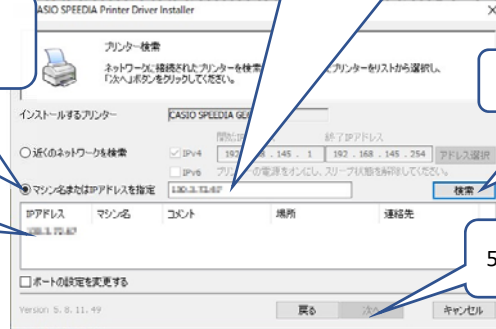 CASIO SPEEDIA Printer Driver Installer
プリンター検索
ネットワークに接続されたプリンターを検索 プリンターをリストから選択し、
「次へ」ボタンをクリックしてください。
インストールするプリンター CASIO SPEEDIA GE
終了IPアドレス
近くのネットワークを検索 IPv4 192 . 145 . 1 192 . 168 . 145 . 254 アドレス選択
IPv6 プリンターの電源をオンにし、スリープ状態を解除してください。
マシン名またはIPアドレスを指定 検索
IPアドレス マシン名 コメント 場所 連絡先
5
ポートの設定を変更する
Version 5.8.11.49 戻る 次へ キャンセル